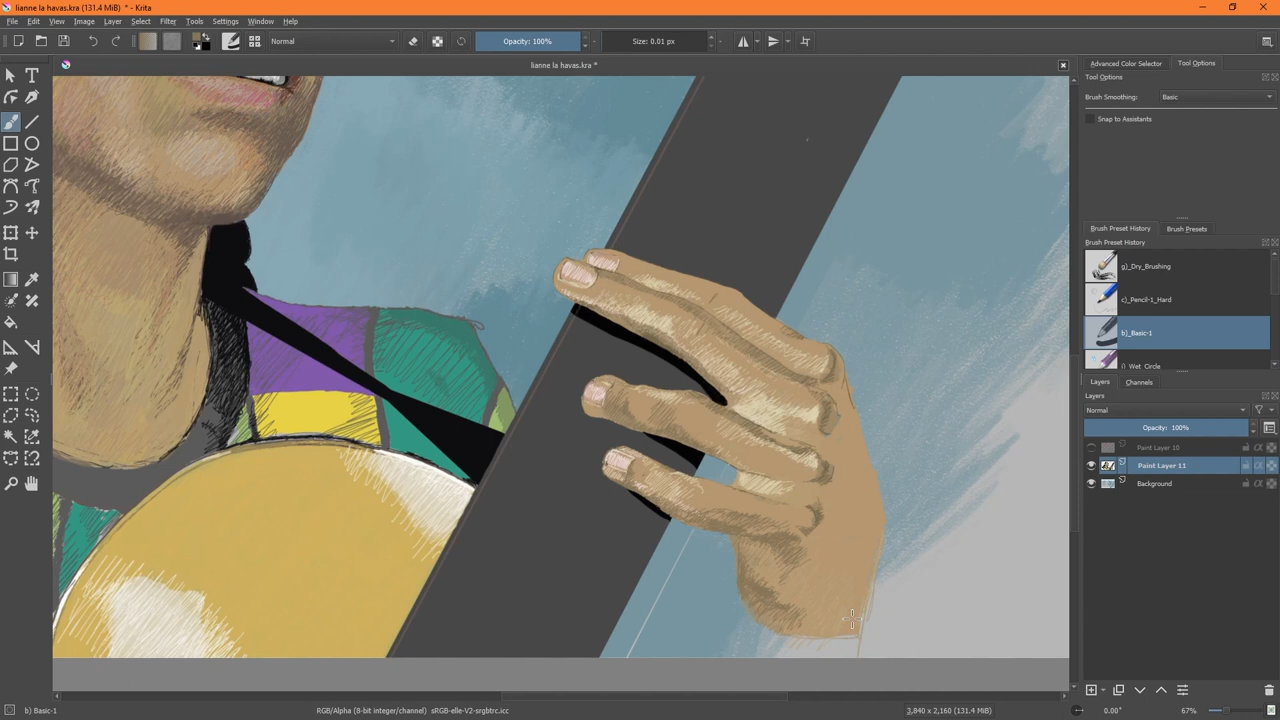 lianne la havas.kra (131.4 MiB) * - Krita
File Edit View Image Layer Select Filter Tools Settings Window Help
Normal
Opacity: 100%
Size: 0.01 px
lianne la havas.kra *
Advanced Color Selector
Tool Options
Tool Options
Brush Smoothing:
Basic
Snap to Assistants
Brush Preset History
Brush Presets
Brush Preset History
g)_Dry_Brushing
c)_Pencil-1_Hard
b)_Basic-1
i)_Wet_Circle
Layers
Channels
Layers
Normal
Opacity: 100%
Paint Layer 10
Paint Layer 11
Background
b) Basic-1
RGB/Alpha (8-bit integer/channel) sRGB-elle-V2-srgbtrc.icc
3,840 x 2,160 (131.4 MiB)
0.00°
67%